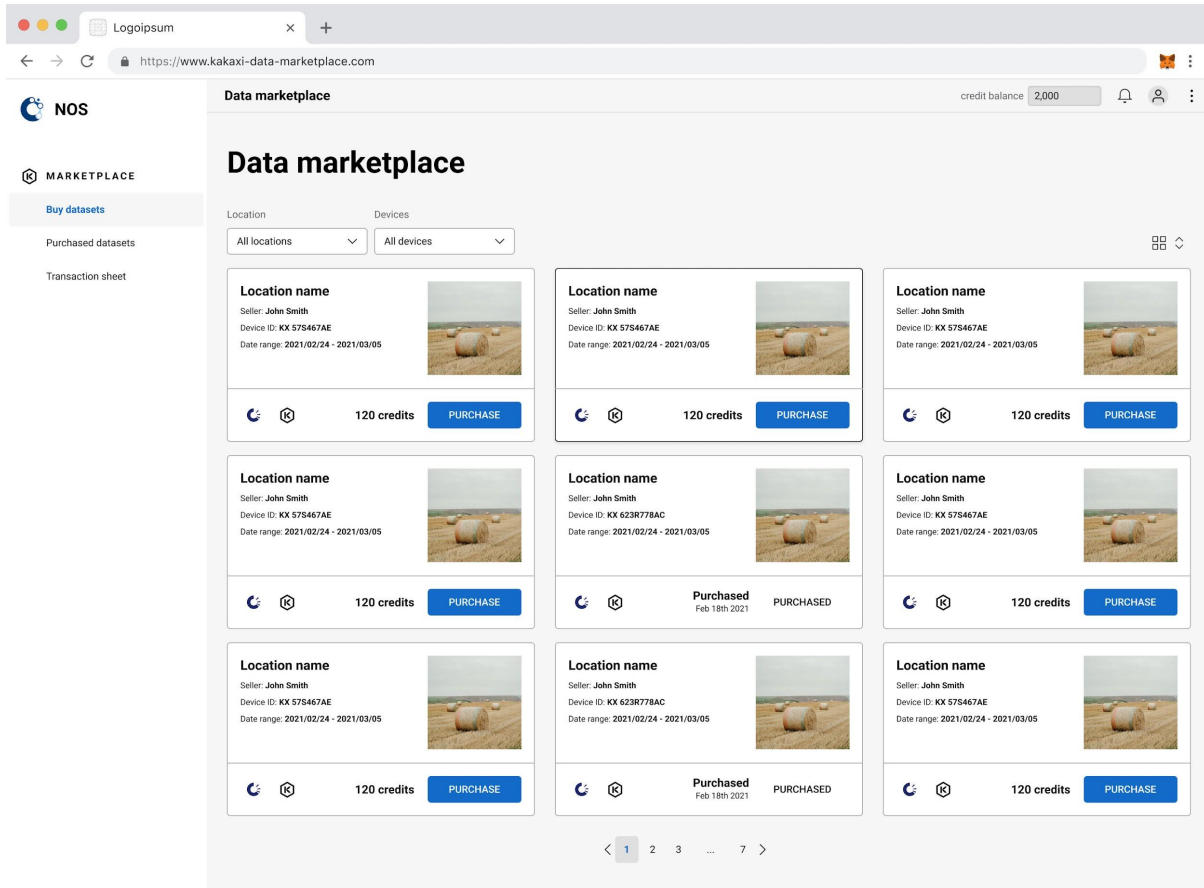 Logoipsum
https://www.kakaxi-data-marketplace.com
NOS
Data marketplace
credit balance 2,000
MARKETPLACE
Buy datasets
Purchased datasets
Transaction sheet
Data marketplace
Location
Devices
All locations
All devices
Location name
Seller: John Smith
Device ID: KX 57S467AE
Date range: 2021/02/24 - 2021/03/05
120 credits
PURCHASE
Location name
Seller: John Smith
Device ID: KX 57S467AE
Date range: 2021/02/24 - 2021/03/05
120 credits
PURCHASE
Location name
Seller: John Smith
Device ID: KX 57S467AE
Date range: 2021/02/24 - 2021/03/05
120 credits
PURCHASE
Location name
Seller: John Smith
Device ID: KX 57S467AE
Date range: 2021/02/24 - 2021/03/05
120 credits
PURCHASE
Location name
Seller: John Smith
Device ID: KX 623R778AC
Date range: 2021/02/24 - 2021/03/05
Purchased
Feb 18th 2021
PURCHASED
Location name
Seller: John Smith
Device ID: KX 57S467AE
Date range: 2021/02/24 - 2021/03/05
120 credits
PURCHASE
Location name
Seller: John Smith
Device ID: KX 57S467AE
Date range: 2021/02/24 - 2021/03/05
120 credits
PURCHASE
Location name
Seller: John Smith
Device ID: KX 623R778AC
Date range: 2021/02/24 - 2021/03/05
Purchased
Feb 18th 2021
PURCHASED
Location name
Seller: John Smith
Device ID: KX 57S467AE
Date range: 2021/02/24 - 2021/03/05
120 credits
PURCHASE
1 2 3 ... 7